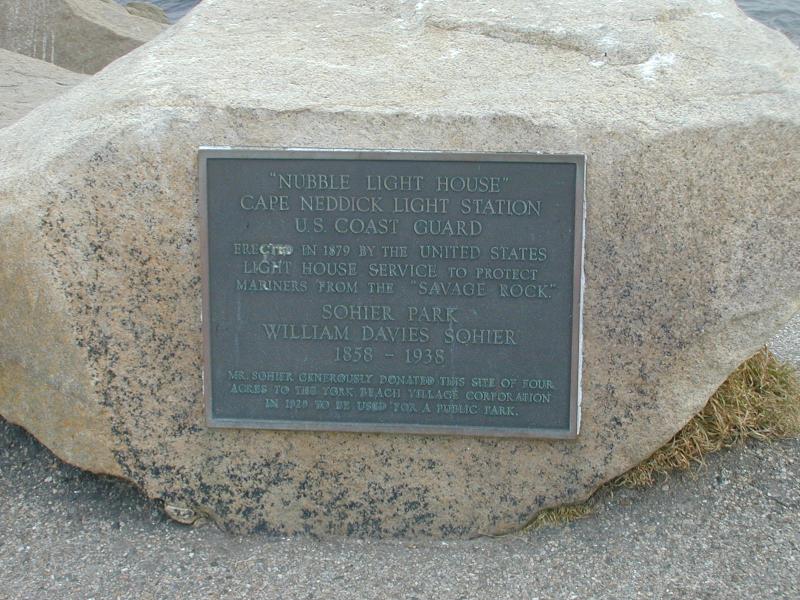 "NUBBLE LIGHT HOUSE"
CAPE NEDDICK LIGHT STATION
U.S. COAST GUARD
ERECTED IN 1879 BY THE UNITED STATES
LIGHT HOUSE SERVICE TO PROTECT
MARINERS FROM THE "SAVAGE ROCK."
SOHIER PARK
WILLIAM DAVIES SOHIER
1858 - 1938
MR. SOHIER GENEROUSLY DONATED THIS SITE OF FOUR
ACRES TO THE YORK BEACH VILLAGE CORPORATION
IN 1929 TO BE USED FOR A PUBLIC PARK.